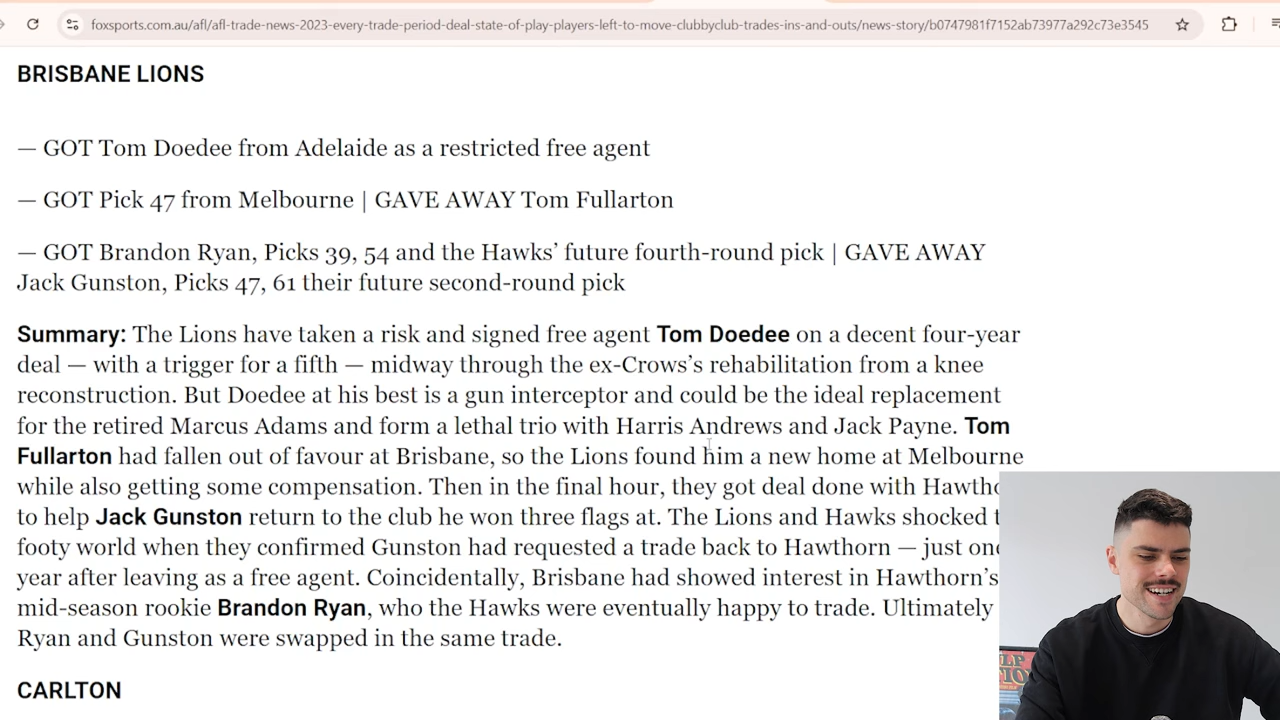 foxsports.com.au/afl/afl-trade-news-2023-every-trade-period-deal-state-of-play-players-left-to-move-clubbyclub-trades-ins-and-outs/news-story/b0747981f7152ab73977a292c73e3545
BRISBANE LIONS
— GOT Tom Doedee from Adelaide as a restricted free agent
— GOT Pick 47 from Melbourne | GAVE AWAY Tom Fullarton
— GOT Brandon Ryan, Picks 39, 54 and the Hawks’ future fourth-round pick | GAVE AWAY
Jack Gunston, Picks 47, 61 their future second-round pick
Summary: The Lions have taken a risk and signed free agent Tom Doedee on a decent four-year
deal — with a trigger for a fifth — midway through the ex-Crows’s rehabilitation from a knee
reconstruction. But Doedee at his best is a gun interceptor and could be the ideal replacement
for the retired Marcus Adams and form a lethal trio with Harris Andrews and Jack Payne. Tom
Fullarton had fallen out of favour at Brisbane, so the Lions found him a new home at Melbourne
while also getting some compensation. Then in the final hour, they got deal done with Hawtho
to help Jack Gunston return to the club he won three flags at. The Lions and Hawks shocked t
footy world when they confirmed Gunston had requested a trade back to Hawthorn — just one
year after leaving as a free agent. Coincidentally, Brisbane had showed interest in Hawthorn’s
mid-season rookie Brandon Ryan, who the Hawks were eventually happy to trade. Ultimately
Ryan and Gunston were swapped in the same trade.
CARLTON